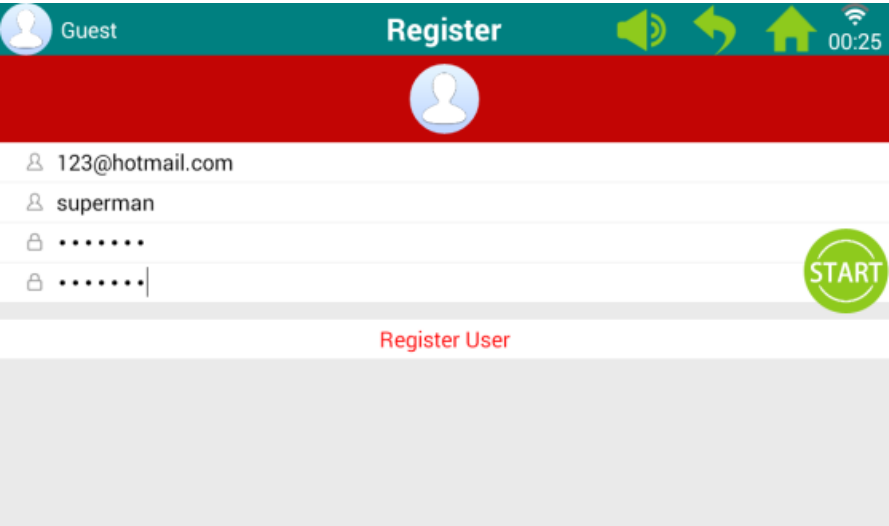 Guest
Register
00:25
123@hotmail.com
superman
•••••••
•••••••
START
Register User